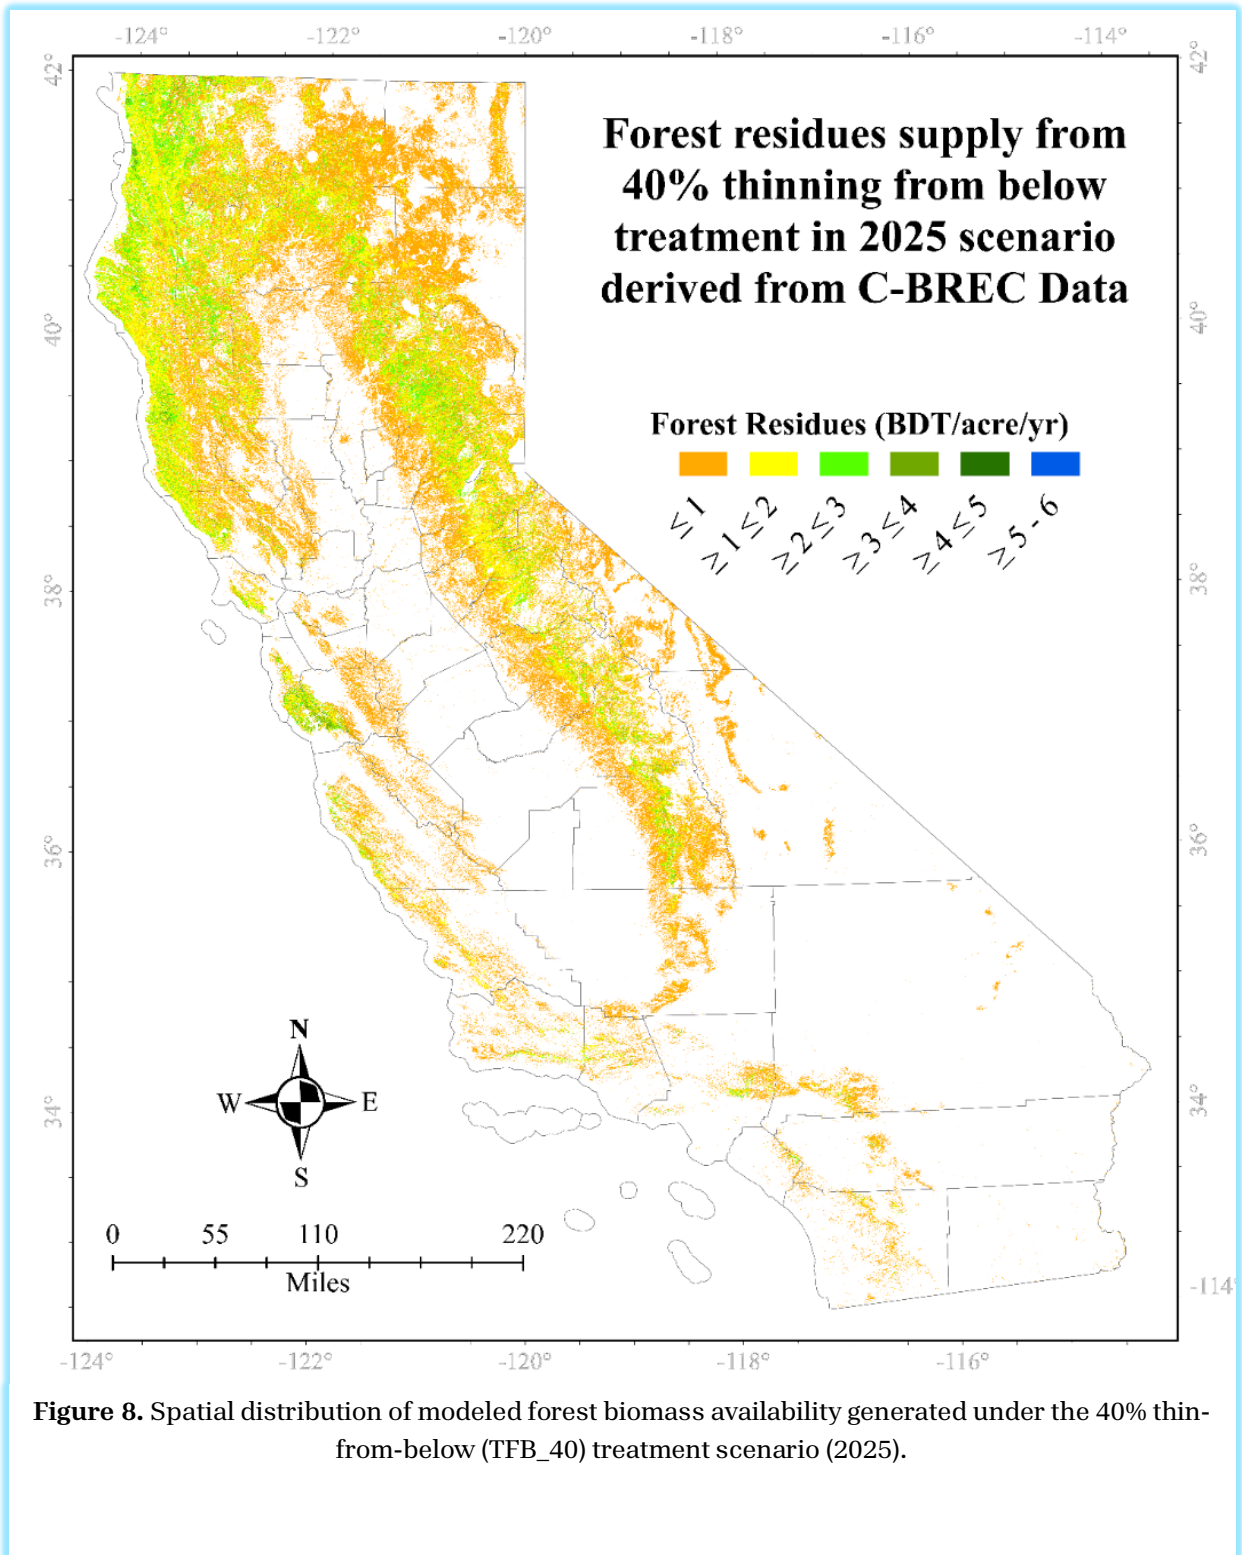 -124° -122° -120° -118° -116° -114°
42° 42°
Forest residues supply from
40% thinning from below
treatment in 2025 scenario
derived from C-BREC Data
40° 40°
Forest Residues (BDT/acre/yr)
≤ 1 ≥ 1 ≤ 2 ≥ 2 ≤ 3 ≥ 3 ≤ 4 ≥ 4 ≤ 5 ≥ 5 - 6
38° 38°
36° 36°
N
W E
S
34° 34°
0 55 110 220
Miles
-114°
-124° -122° -120° -118° -116°
Figure 8. Spatial distribution of modeled forest biomass availability generated under the 40% thin-
from-below (TFB_40) treatment scenario (2025).